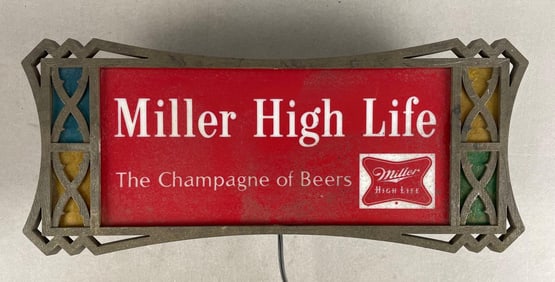 Miller High Life
The Champagne of Beers
Miller
HIGH LIFE